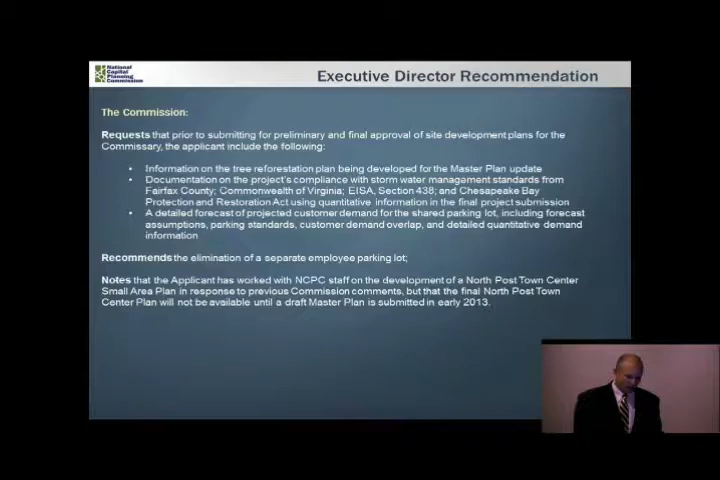 National
Capital
Planning
Commission
Executive Director Recommendation
The Commission:
Requests that prior to submitting for preliminary and final approval of site development plans for the
Commissary, the applicant include the following:
• Information on the tree reforestation plan being developed for the Master Plan update
• Documentation on the project's compliance with storm water management standards from
Fairfax County; Commonwealth of Virginia; EISA, Section 438; and Chesapeake Bay
Protection and Restoration Act using quantitative information in the final project submission
• A detailed forecast of projected customer demand for the shared parking lot, including forecast
assumptions, parking standards, customer demand overlap, and detailed quantitative demand
information
Recommends the elimination of a separate employee parking lot;
Notes that the Applicant has worked with NCPC staff on the development of a North Post Town Center
Small Area Plan in response to previous Commission comments, but that the final North Post Town
Center Plan will not be available until a draft Master Plan is submitted in early 2013.